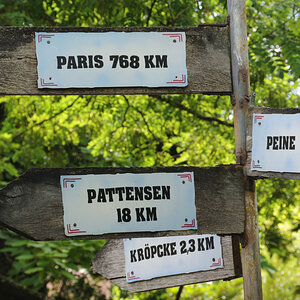 PARIS 768 KM
PEINE
PATTENSEN
18 KM
KRÖPCKE 2,3 KM